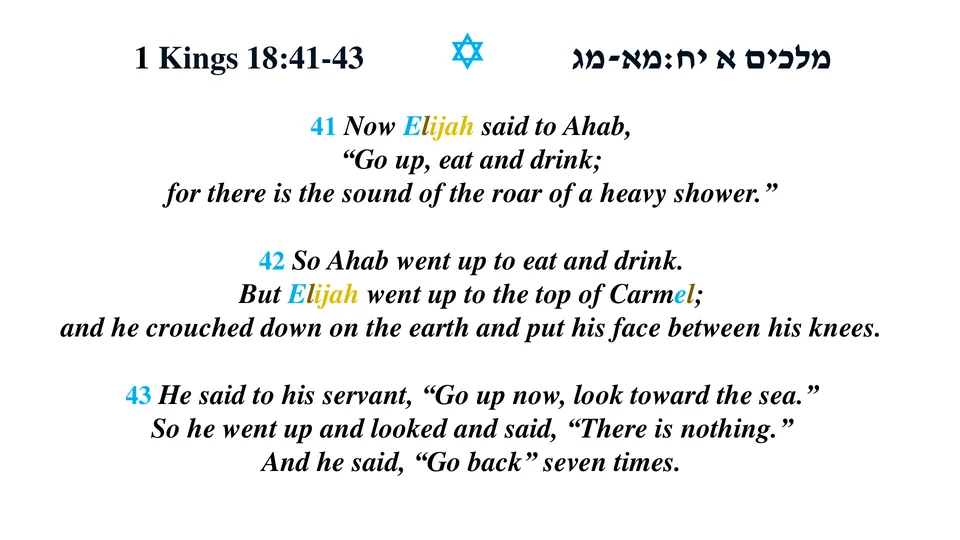 1 Kings 18:41-43 ✡ מלכים א יח:מא-מג
41 Now Elijah said to Ahab,
“Go up, eat and drink;
for there is the sound of the roar of a heavy shower.”
42 So Ahab went up to eat and drink.
But Elijah went up to the top of Carmel;
and he crouched down on the earth and put his face between his knees.
43 He said to his servant, “Go up now, look toward the sea.”
So he went up and looked and said, “There is nothing.”
And he said, “Go back” seven times.